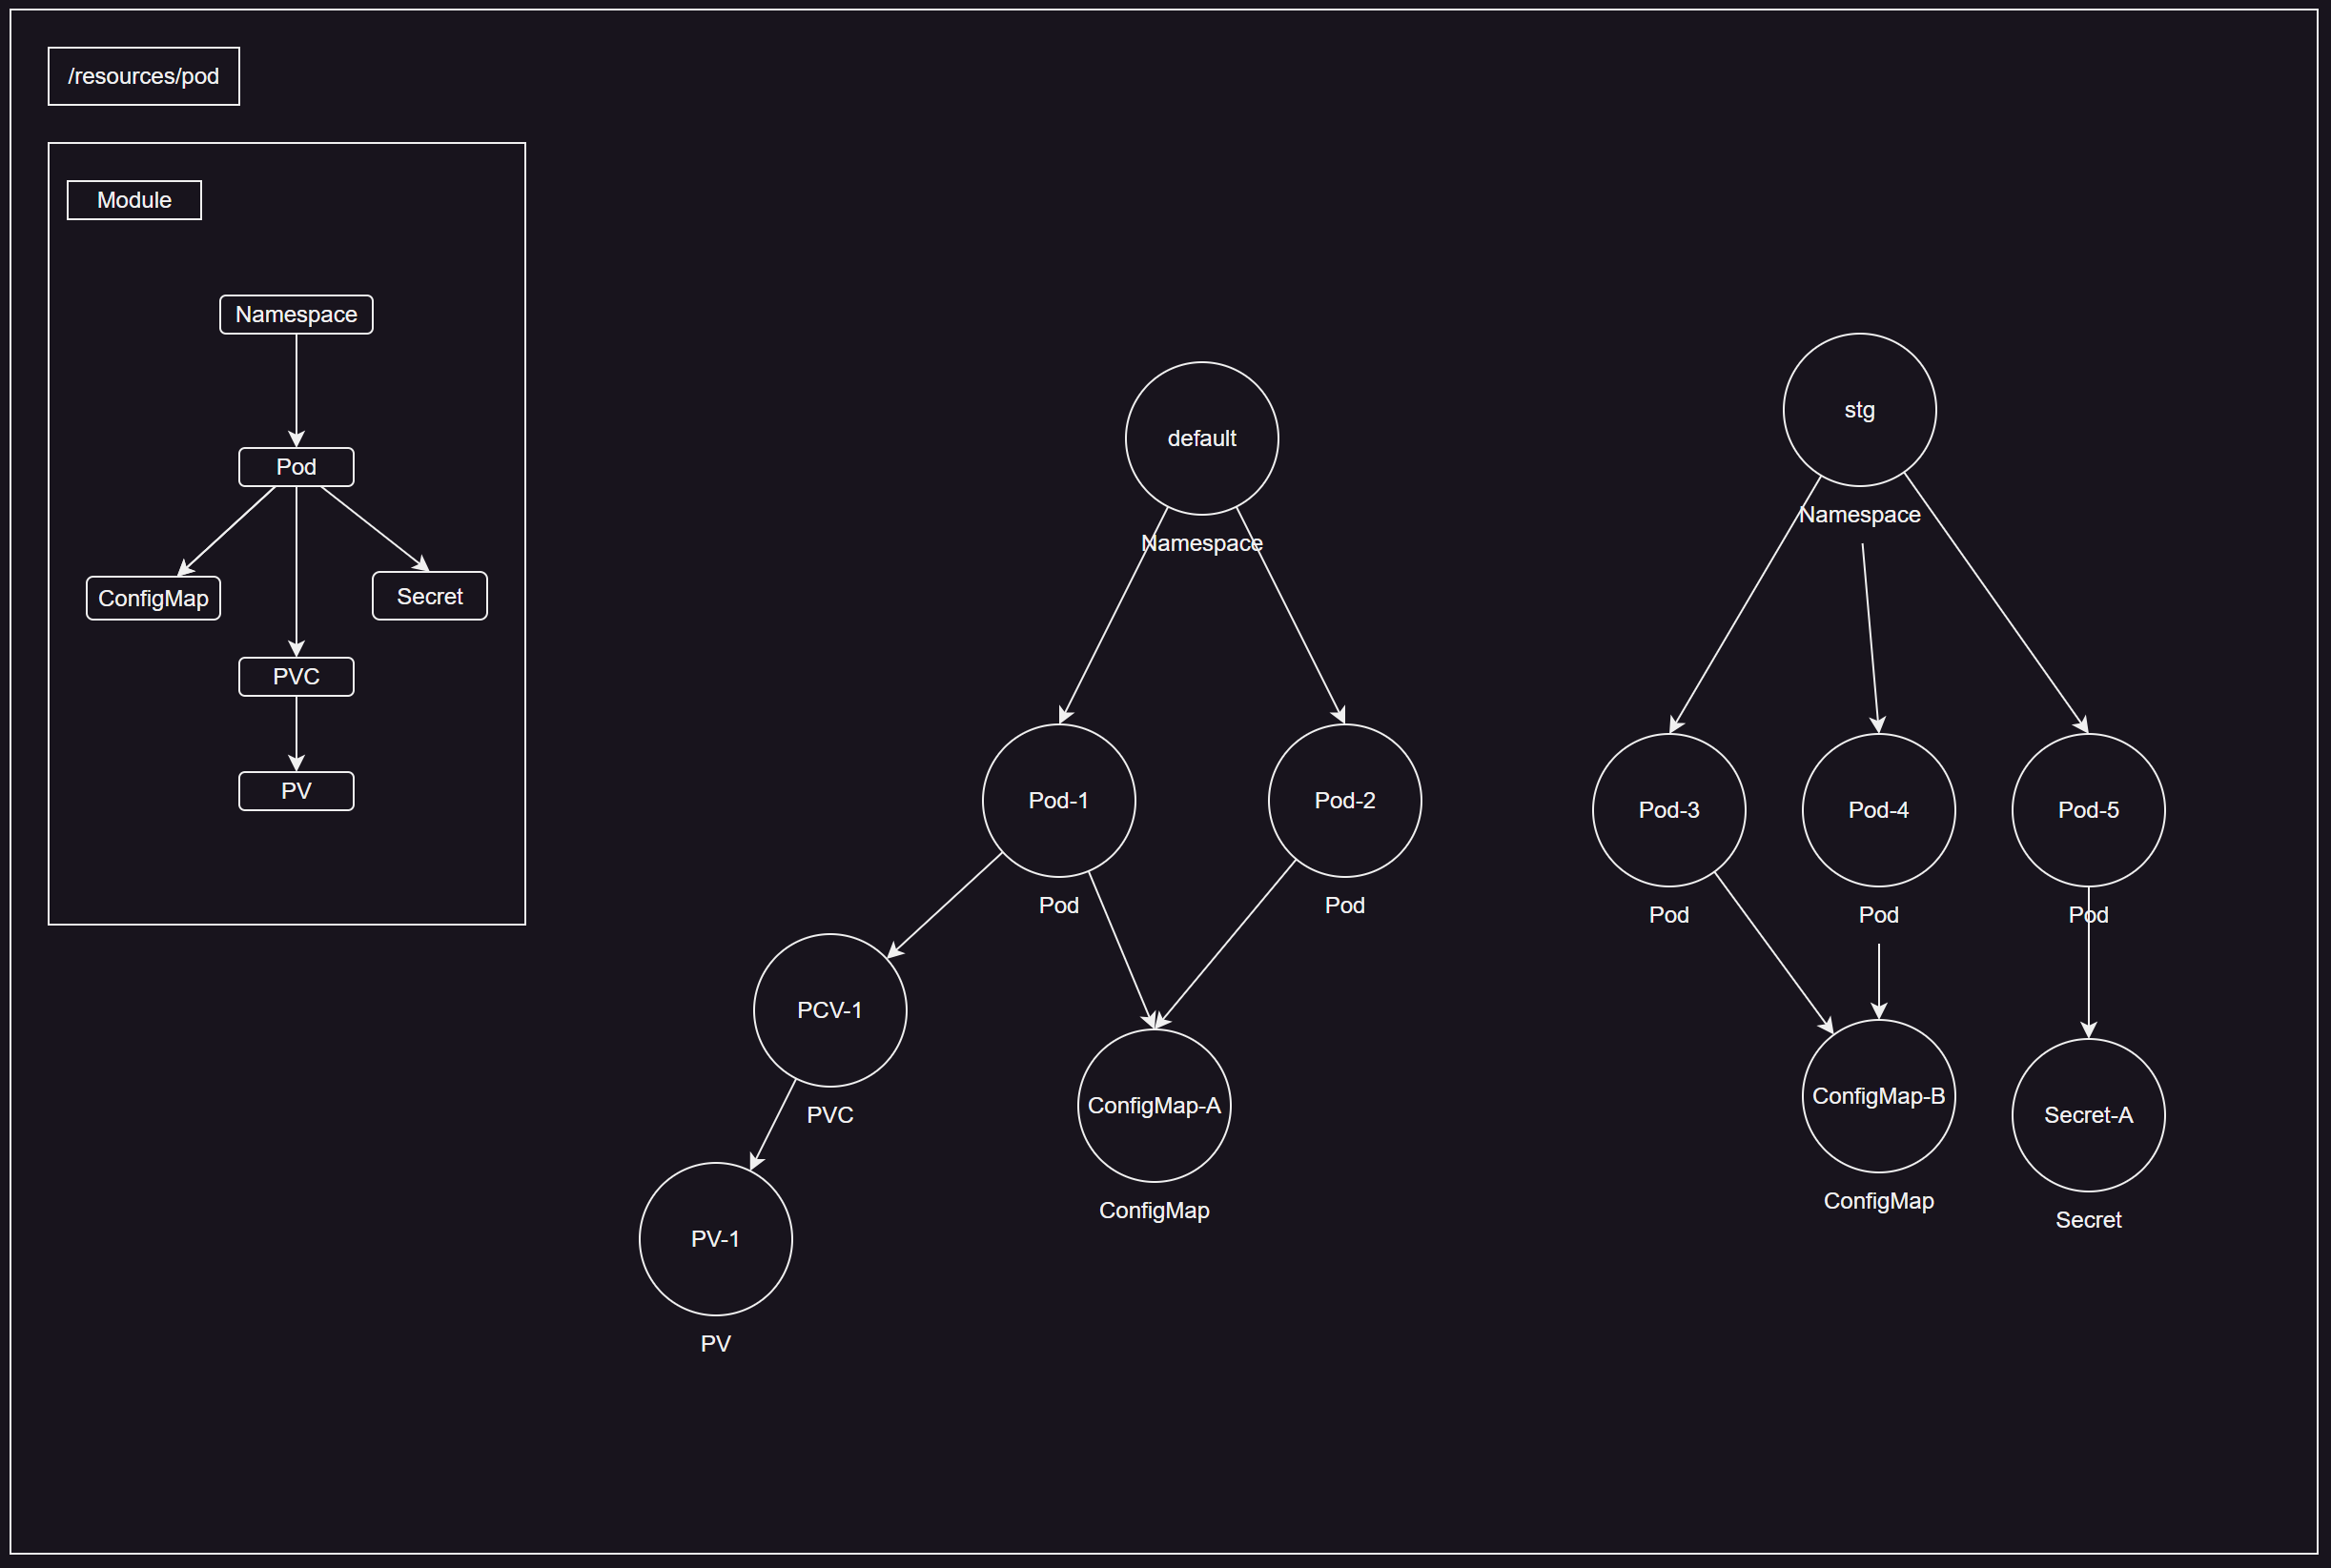 /resources/pod
Module
Namespace
Pod
ConfigMap
Secret
PVC
PV
default
Namespace
Pod-1
Pod
Pod-2
Pod
PCV-1
PVC
ConfigMap-A
ConfigMap
PV-1
PV
stg
Namespace
Pod-3
Pod
Pod-4
Pod
Pod-5
Pod
ConfigMap-B
ConfigMap
Secret-A
Secret